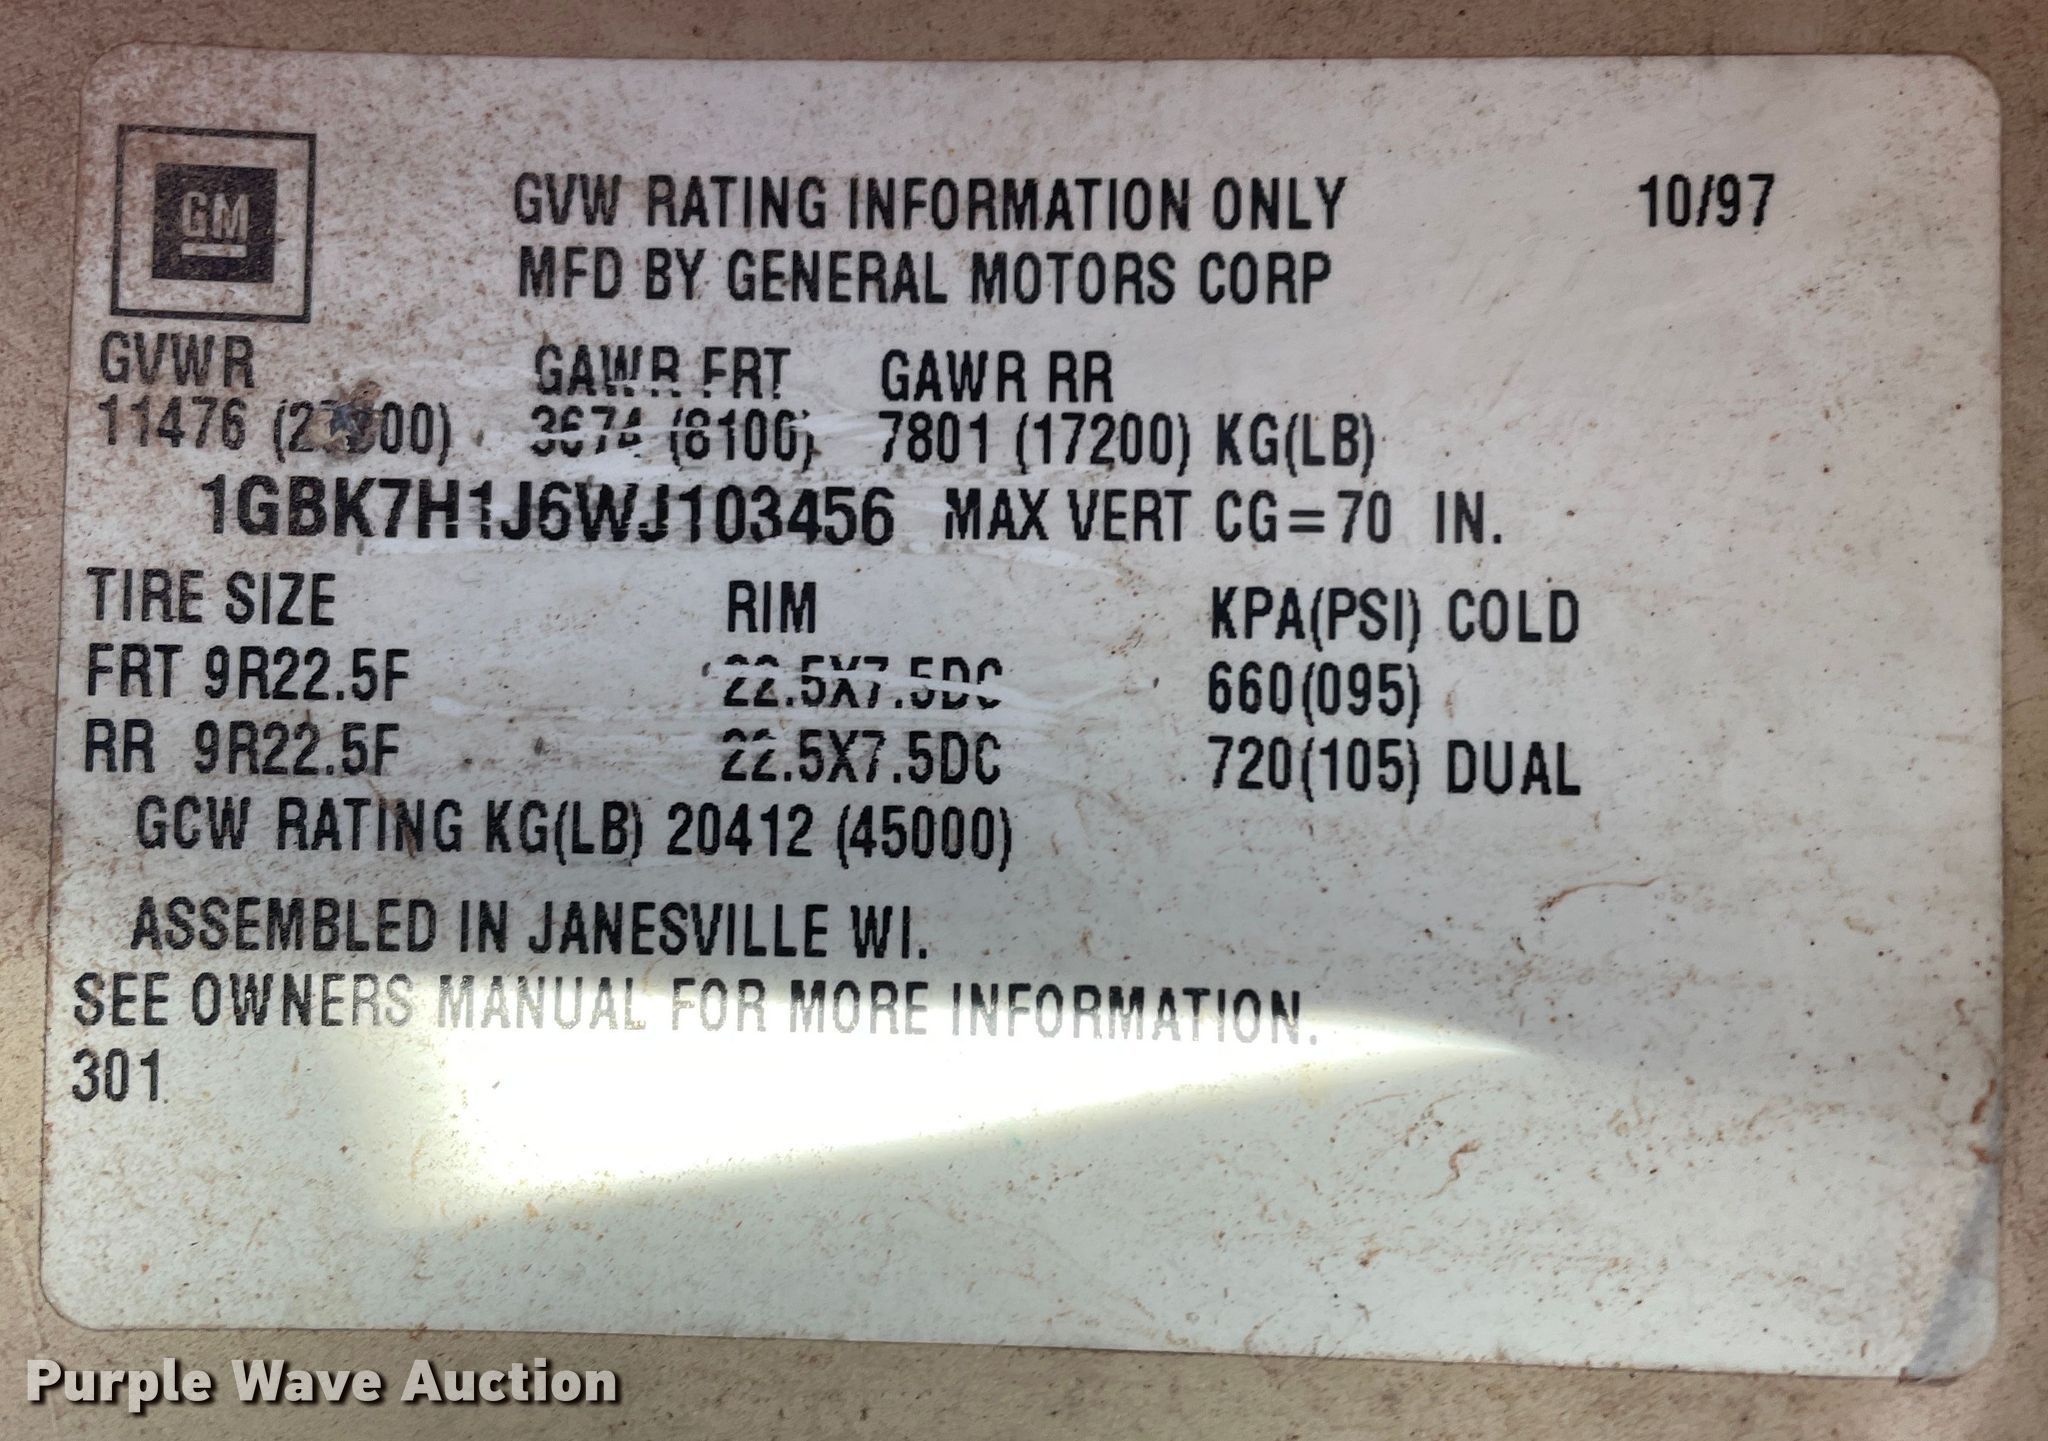 GM
GVW RATING INFORMATION ONLY 10/97
MFD BY GENERAL MOTORS CORP
GVWR GAWR FRT GAWR RR
11476 3674 (8100) 7801 (17200) KG(LB)
1GBK7H1J6WJ103456 MAX VERT CG=70 IN.
TIRE SIZE RIM KPA(PSI) COLD
FRT 9R22.5F 22.5X7.5DC 660(095)
RR 9R22.5F 22.5X7.5DC 720(105) DUAL
GCW RATING KG(LB) 20412 (45000)
ASSEMBLED IN JANESVILLE WI.
SEE OWNERS MANUAL FOR MORE INFORMATION.
301
Purple Wave Auction